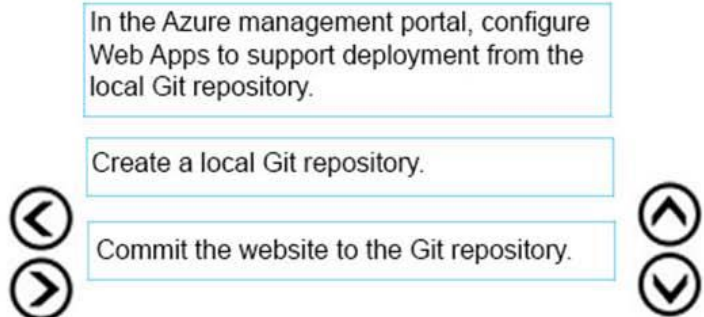 In the Azure management portal, configure
Web Apps to support deployment from the
local Git repository.
Create a local Git repository.
Commit the website to the Git repository.